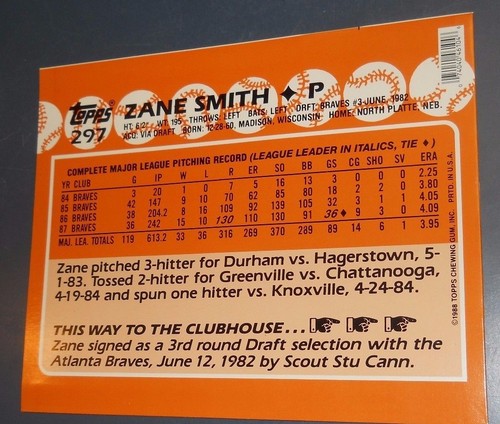 topps®
297
ZANE SMITH ♦ P
HT: 6'2" WT: 195 THROWS: LEFT BATS: LEFT DRFT: BRAVES #3-JUNE, 1982
ACQ: VIA DRAFT BORN: 12-28-60, MADISON, WISCONSIN HOME: NORTH PLATTE, NEB.
COMPLETE MAJOR LEAGUE PITCHING RECORD (LEAGUE LEADER IN ITALICS, TIE ♦)
YR CLUB G IP W L R ER SO BB GS CG SHO SV ERA
84 BRAVES 3 20 1 0 7 5 16 13 3 0 0 0 2.25
85 BRAVES 42 147 9 10 70 62 85 80 18 2 2 0 3.80
86 BRAVES 38 204.2 8 16 109 92 139 105 32 3 1 1 4.05
87 BRAVES 36 242 15 10 130 110 130 91 36♦ 9 3 0 4.09
MAJ. LEA. TOTALS 119 613.2 33 36 316 269 370 289 89 14 6 1 3.95
Zane pitched 3-hitter for Durham vs. Hagerstown, 5-
1-83. Tossed 2-hitter for Greenville vs. Chattanooga,
4-19-84 and spun one hitter vs. Knoxville, 4-24-84.
THIS WAY TO THE CLUBHOUSE...
Zane signed as a 3rd round Draft selection with the
Atlanta Braves, June 12, 1982 by Scout Stu Cann.
©1988 TOPPS CHEWING GUM, INC. PRTD. IN U.S.A.